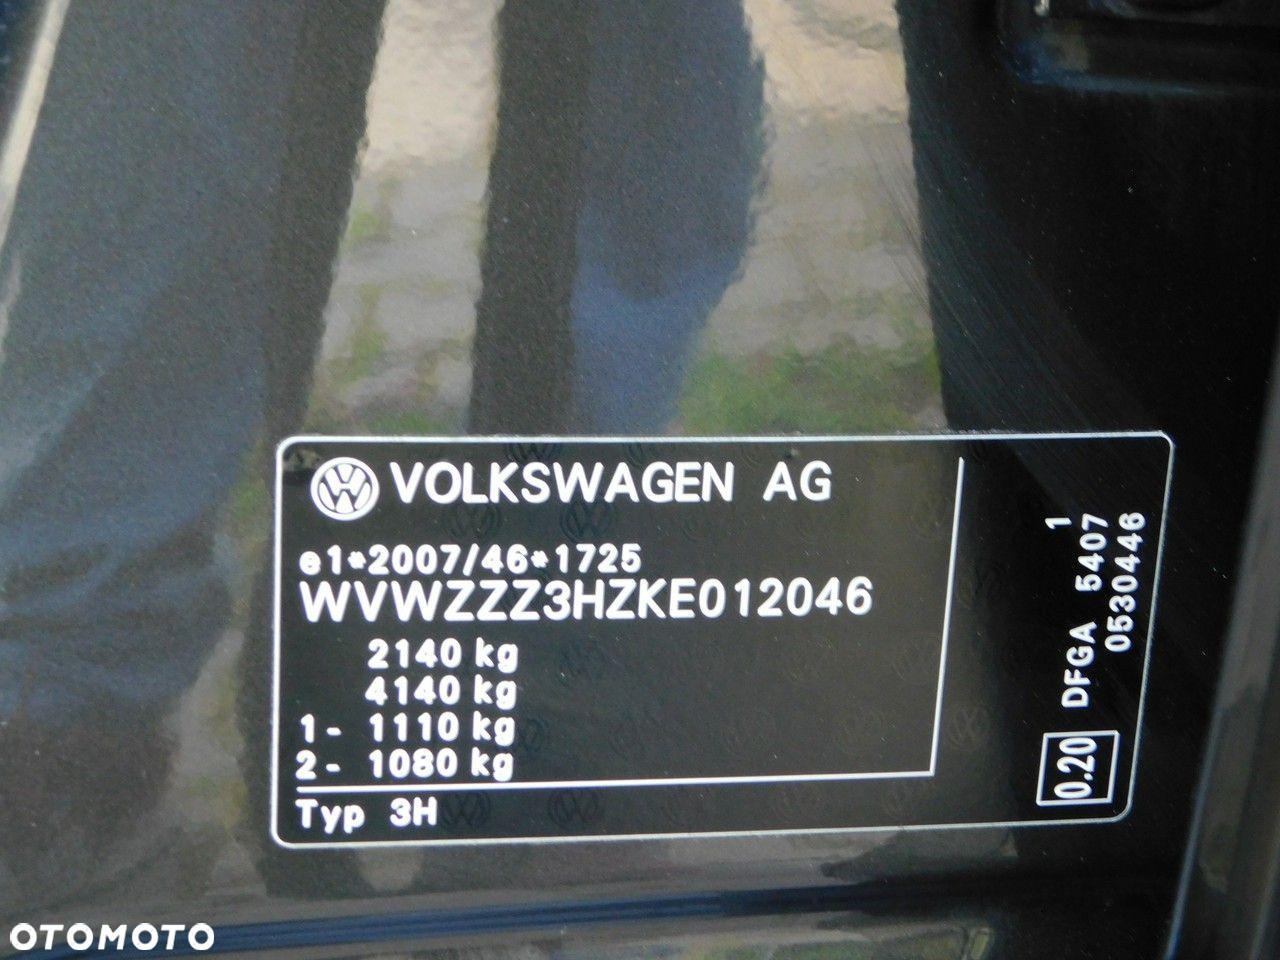 VOLKSWAGEN AG
e1*2007/46*1725
WVWZZZ3HZKE012046
2140 kg
4140 kg
1- 1110 kg
2- 1080 kg
Typ 3H
1
DFGA 5407
0530446
0.20
OTOMOTO